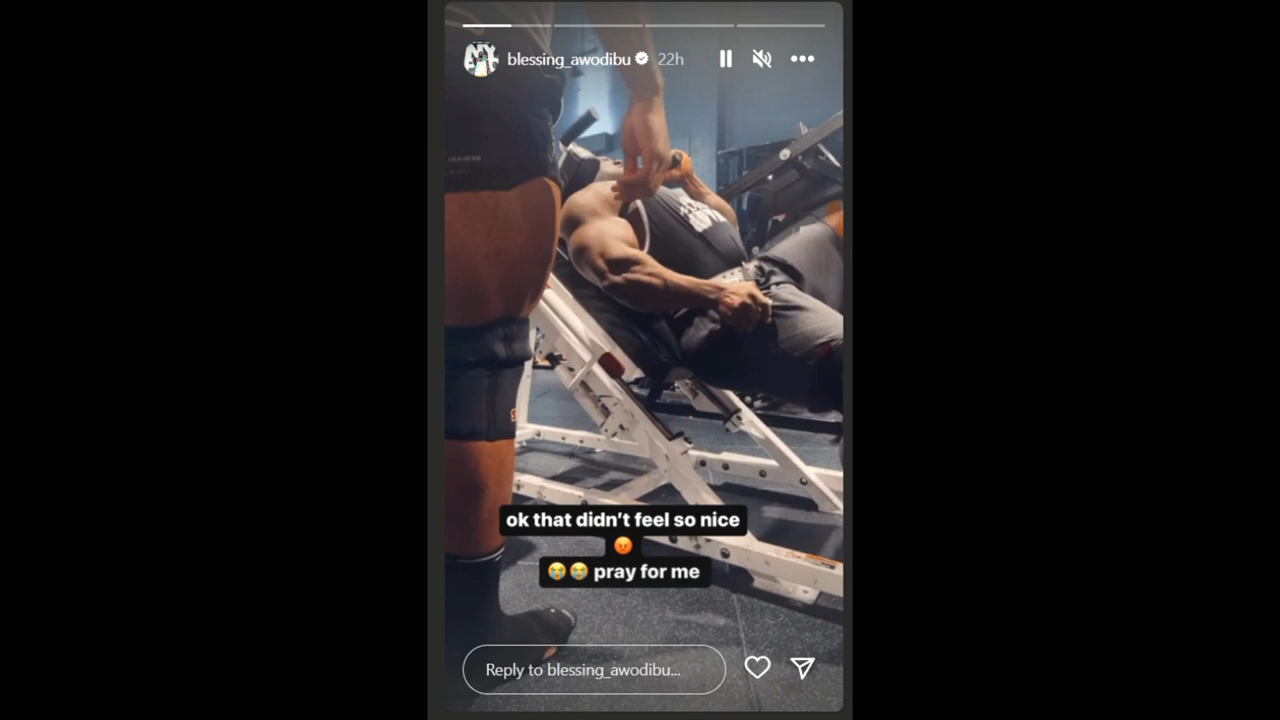 blessing_awodibu 22h
ok that didn't feel so nice
😡
😭😭 pray for me
Reply to blessing_awodibu...